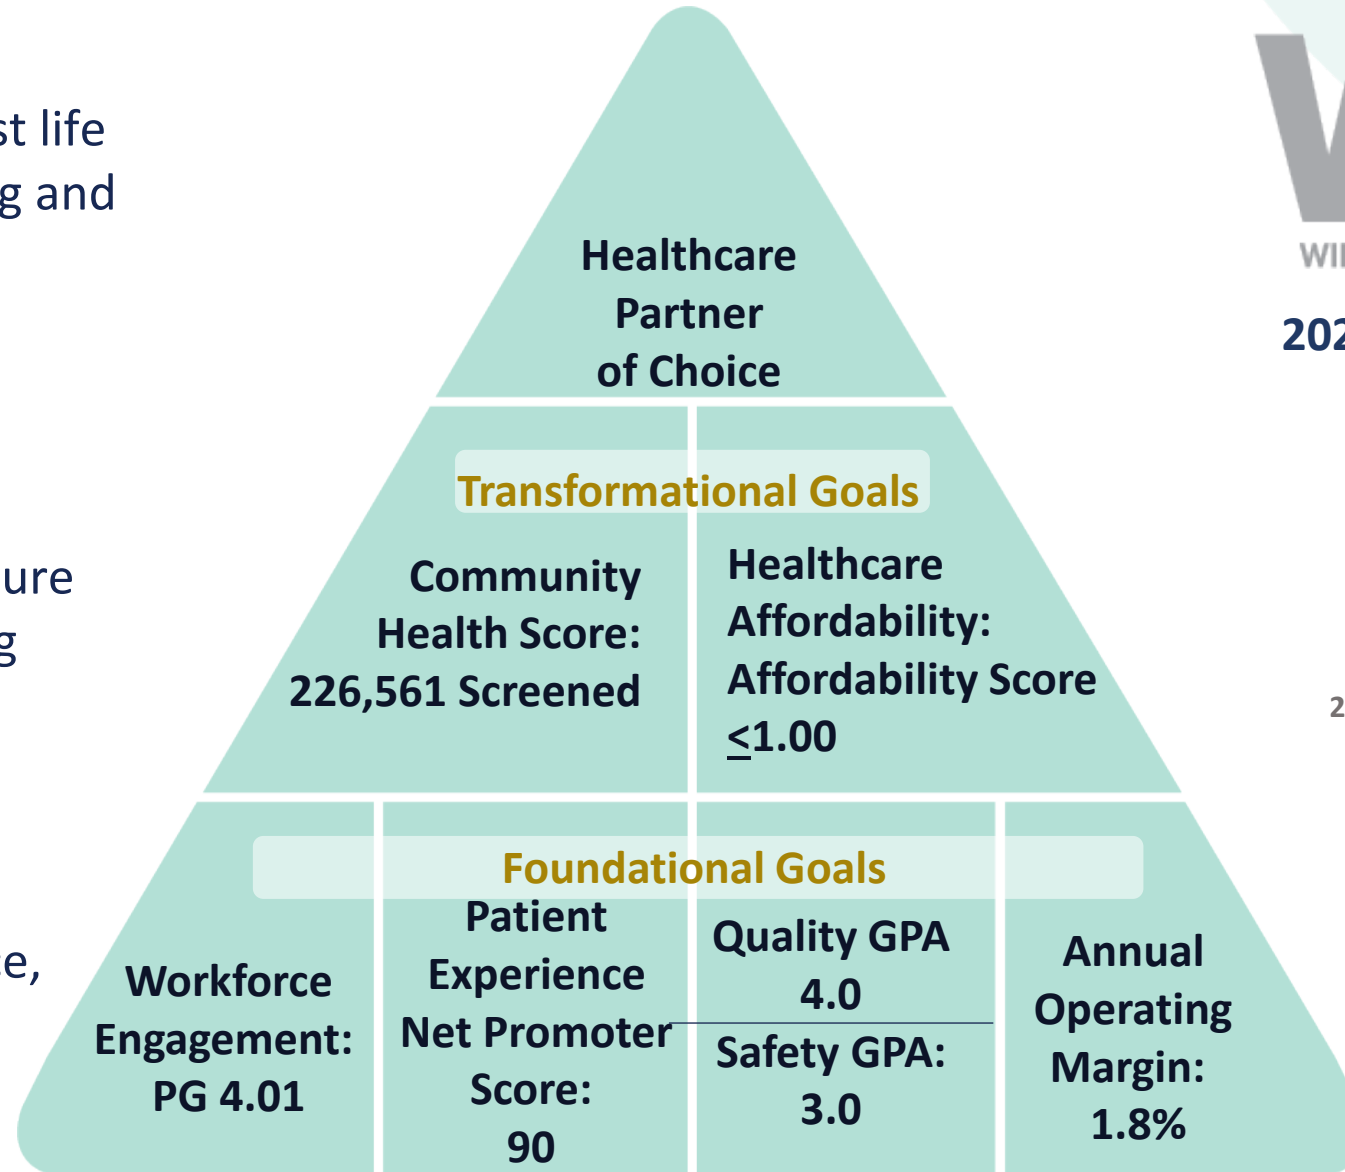 st life
g and
ure
g
ce,
Healthcare
Partner
of Choice
Transformational Goals
Community
Health Score:
226,561 Screened
Healthcare
Affordability:
Affordability Score
≤1.00
Foundational Goals
Workforce
Engagement:
PG 4.01
Patient
Experience
Net Promoter
Score:
90
Quality GPA
4.0
Safety GPA:
3.0
Annual
Operating
Margin:
1.8%
202
2